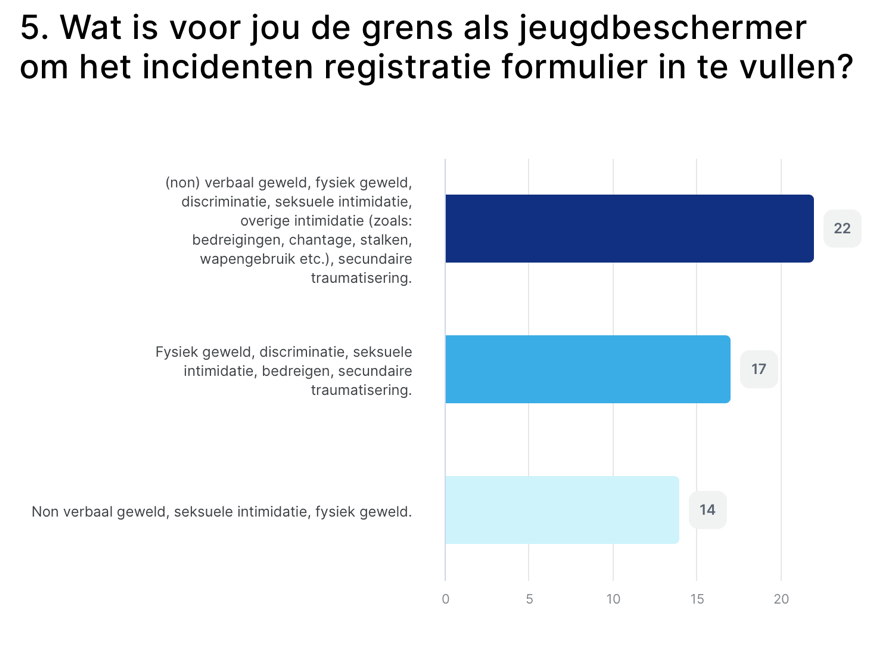 5. Wat is voor jou de grens als jeugdbeschermer
om het incidenten registratie formulier in te vullen?
(non) verbaal geweld, fysiek geweld,
discriminatie, seksuele intimidatie,
overige intimidatie (zoals:
bedreigingen, chantage, stalken,
wapengebruik etc.), secundaire
traumatisering.
22
Fysiek geweld, discriminatie, seksuele
intimidatie, bedreigen, secundaire
traumatisering.
17
Non verbaal geweld, seksuele intimidatie, fysiek geweld.
14
0 5 10 15 20